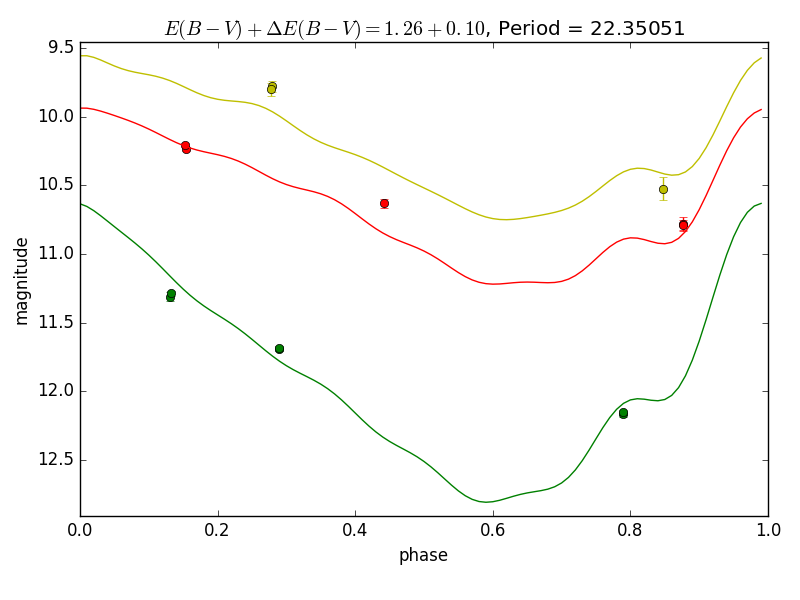 E(B − V) + ΔE(B − V) = 1.26 + 0.10, Period = 22.35051
9.5
10.0
10.5
11.0
11.5
12.0
12.5
magnitude
0.0 0.2 0.4 0.6 0.8 1.0
phase